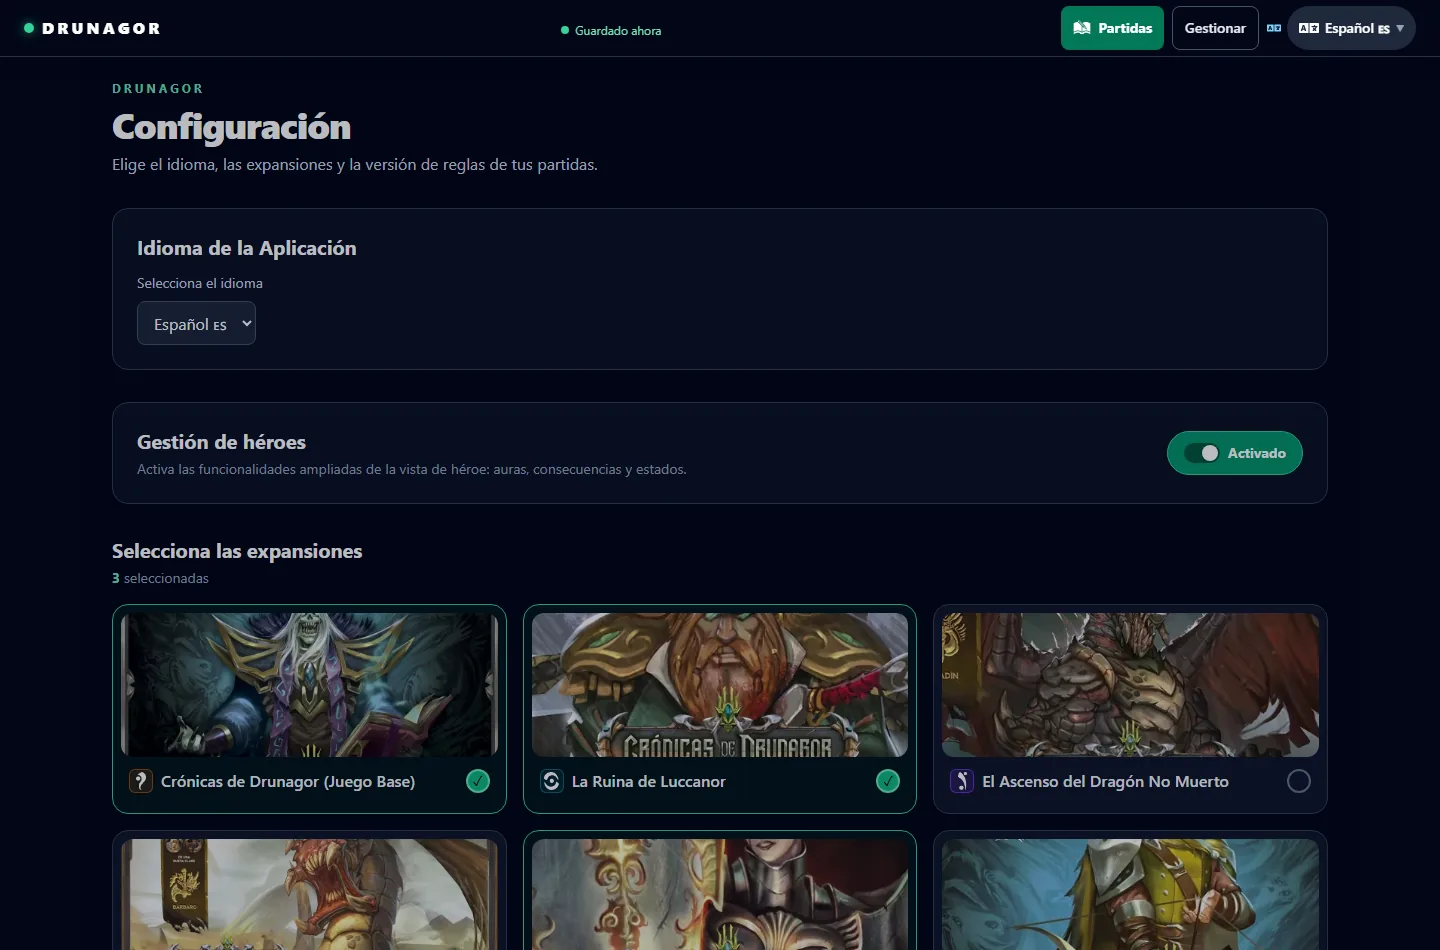 DRUNAGOR
Guardado ahora
Partidas
Gestionar
Español ES
DRUNAGOR
Configuración
Elige el idioma, las expansiones y la versión de reglas de tus partidas.
Idioma de la Aplicación
Selecciona el idioma
Español ES
Gestión de héroes
Activa las funcionalidades ampliadas de la vista de héroe: auras, consecuencias y estados.
Activado
Selecciona las expansiones
3 seleccionadas
CRÓNICAS DE DRUNAGOR
Crónicas de Drunagor (Juego Base)
La Ruina de Luccanor
El Ascenso del Dragón No Muerto
BÁRBARO